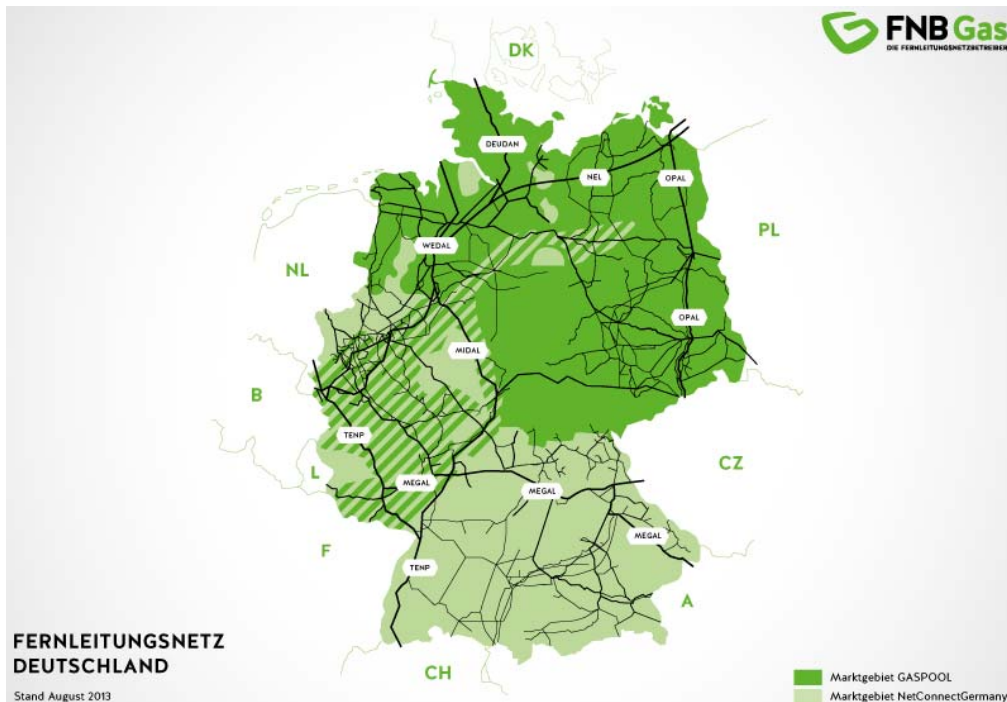 FNB Gas
DIE FERNLEITUNGSNETZBETREIBER
DK
DEUDAN
NEL
OPAL
PL
WEDAL
NL
OPAL
MIDAL
B
TENP
CZ
L
MEGAL
MEGAL
MEGAL
F
TENP
A
FERNLEITUNGSNETZ
DEUTSCHLAND
CH
Marktgebiet GASPOOL
Stand August 2013
Marktgebiet NetConnectGermany